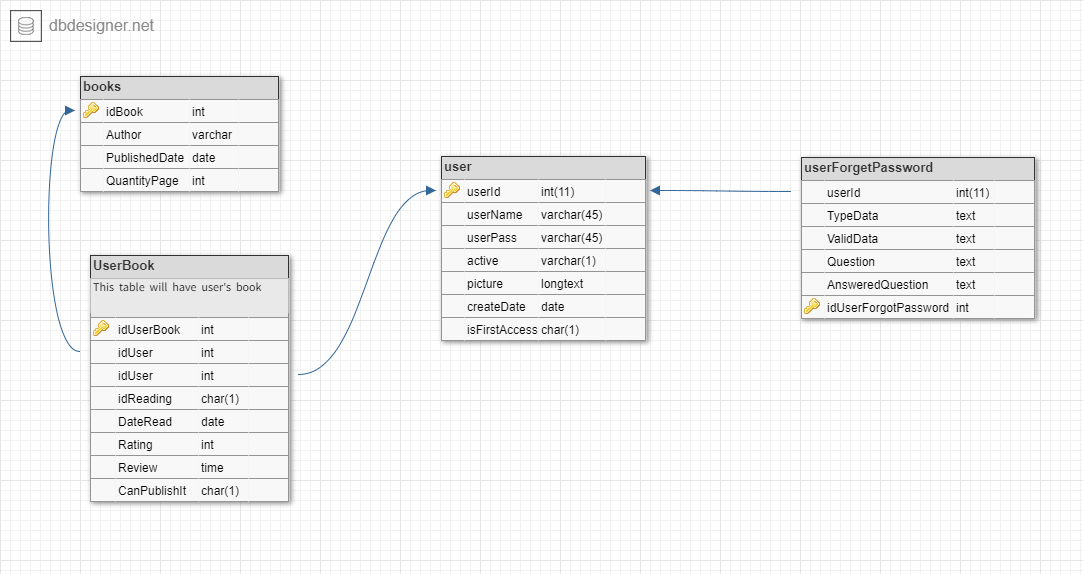 dbdesigner.net
books
idBook int
Author varchar
PublishedDate date
QuantityPage int
UserBook
This table will have user's book
idUserBook int
idUser int
idUser int
idReading char(1)
DateRead date
Rating int
Review time
CanPublishIt char(1)
user
userId int(11)
userName varchar(45)
userPass varchar(45)
active varchar(1)
picture longtext
createDate date
isFirstAccess char(1)
userForgetPassword
userId int(11)
TypeData text
ValidData text
Question text
AnsweredQuestion text
idUserForgotPassword int